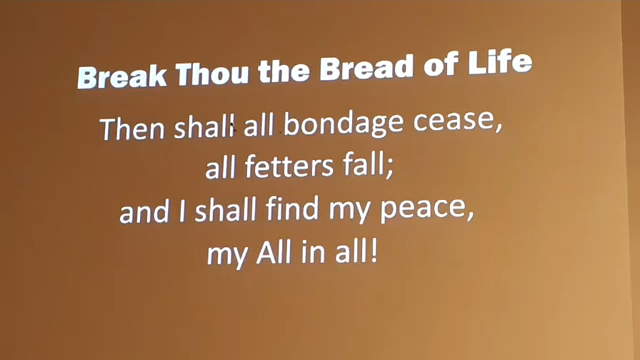 Break Thou the Bread of Life
Then shall all bondage cease,
all fetters fall;
and I shall find my peace,
my All in all!